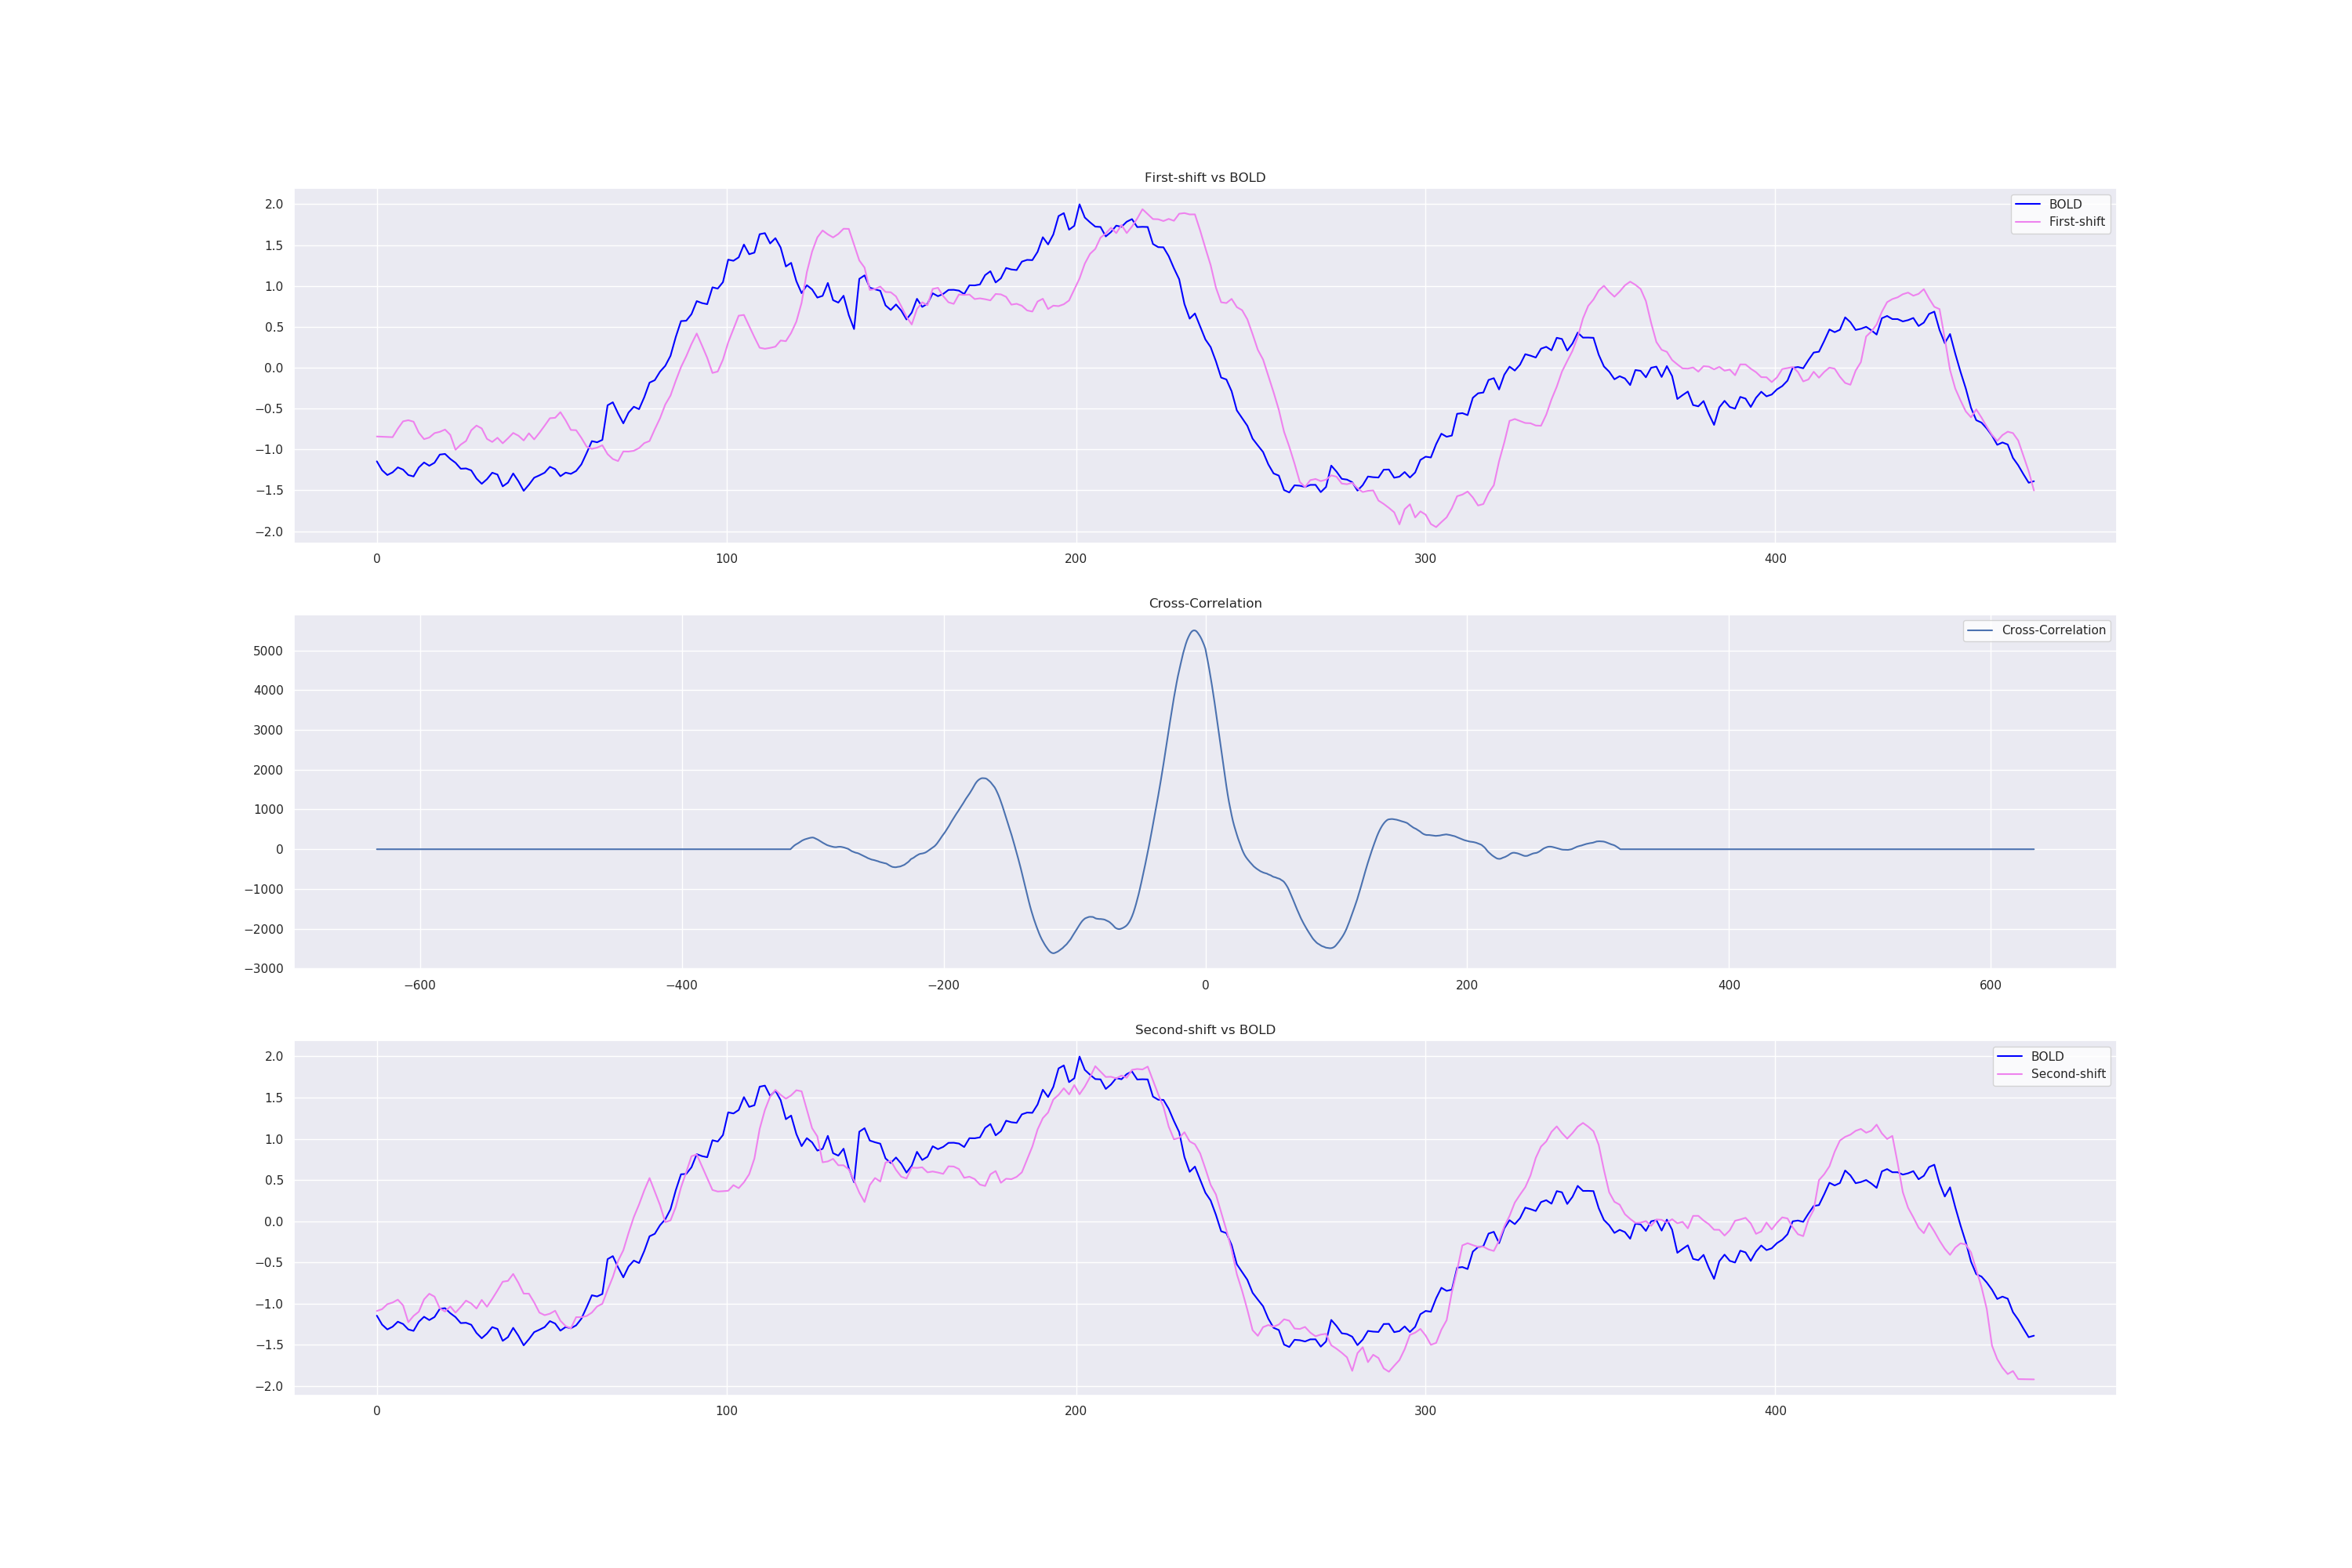 First-shift vs BOLD
2.0
1.5
1.0
0.5
0.0
−0.5
−1.0
−1.5
−2.0
BOLD
First-shift
0 100 200 300 400
Cross-Correlation
5000
4000
3000
2000
1000
0
−1000
−2000
−3000
Cross-Correlation
−600 −400 −200 0 200 400 600
Second-shift vs BOLD
2.0
1.5
1.0
0.5
0.0
−0.5
−1.0
−1.5
−2.0
BOLD
Second-shift
0 100 200 300 400